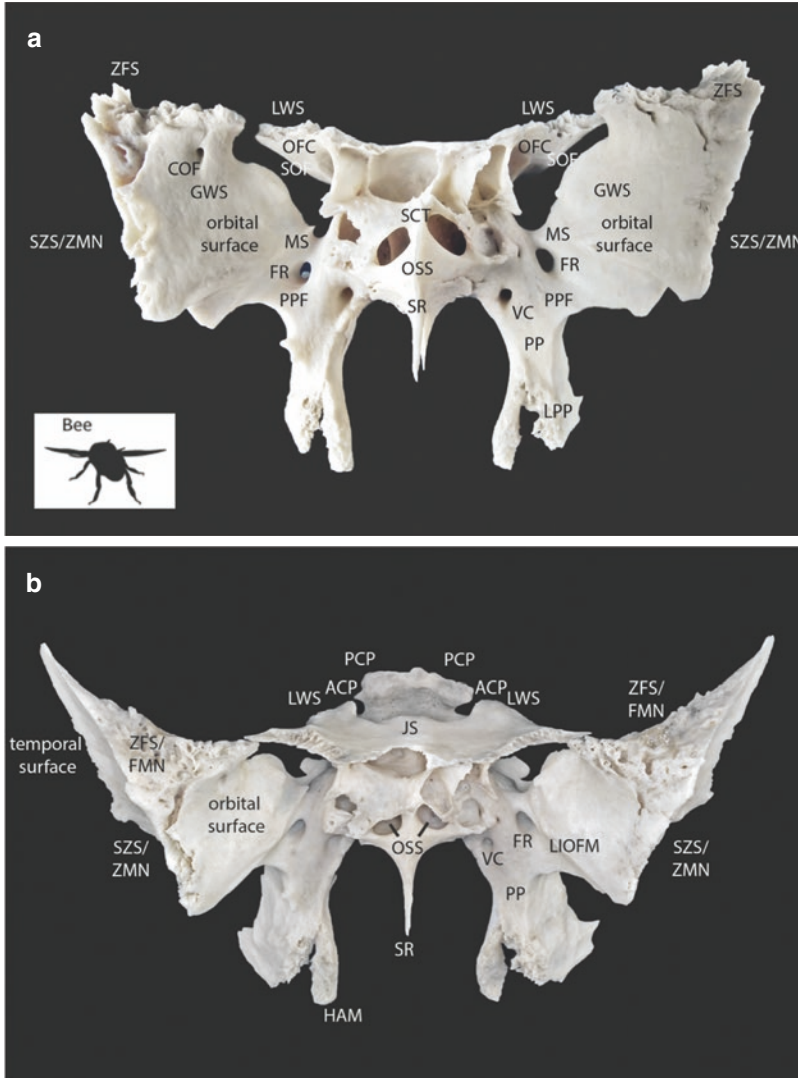 a
ZFS
LWS
LWS
ZFS
OFC
OFC
COF
SOF
SOF
GWS
GWS
orbital
surface
SCT
orbital
surface
SZS/ZMN
MS
MS
SZS/ZMN
FR
OSS
FR
PPF
SR
VC
PPF
PP
LPP
Bee
b
PCP
PCP
ACP
ACP
LWS
LWS
ZFS/
FMN
JS
temporal
surface
ZFS/
FMN
orbital
surface
SZS/
ZMN
OSS
VC
FR
LIOFM
SZS/
ZMN
PP
SR
HAM